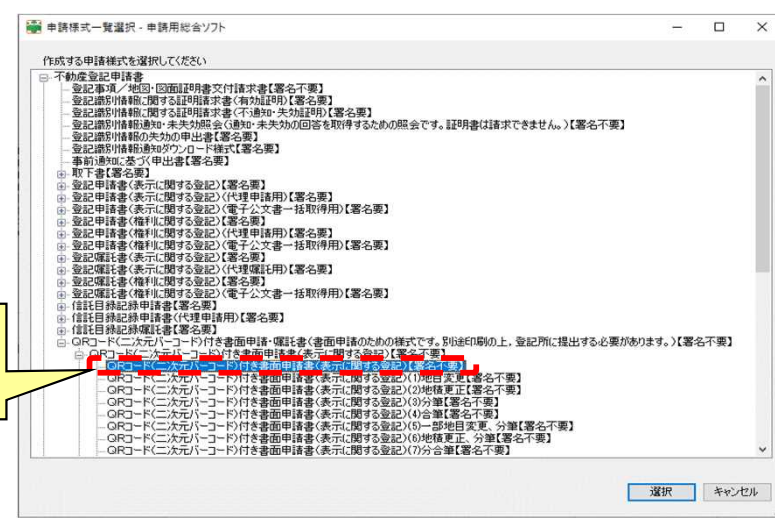 申請様式一覧選択 - 申請用総合ソフト
作成する申請様式を選択してください
不動産登記申請書
登記事項/地図・図面証明書交付請求書【署名不要】
登記識別情報に関する証明請求書(有効証明)【署名要】
登記識別情報に関する証明請求書(不通知・失効証明)【署名要】
登記識別情報通知・未失効照会(通知・未失効の回答を取得するための照会です。証明書は請求できません。)【署名不要】
登記識別情報の失効の申出書【署名要】
登記識別情報通知ダウンロード様式【署名要】
事前通知に基づく申出書【署名要】
取下書【署名要】
登記申請書(表示に関する登記)【署名要】
登記申請書(表示に関する登記)(代理申請用)【署名要】
登記申請書(表示に関する登記)(電子公文書一括取得用)【署名要】
登記申請書(権利に関する登記)【署名要】
登記申請書(権利に関する登記)(代理申請用)【署名要】
登記申請書(権利に関する登記)(電子公文書一括取得用)【署名要】
登記嘱託書(表示に関する登記)【署名要】
登記嘱託書(表示に関する登記)(代理嘱託用)【署名要】
登記嘱託書(権利に関する登記)【署名要】
登記嘱託書(権利に関する登記)(電子公文書一括取得用)【署名要】
信託目録記録申請書【署名要】
信託目録記録申請書(代理申請用)【署名要】
信託目録記録嘱託書【署名要】
QRコード(二次元バーコード)付き書面申請・嘱託書(書面申請のための様式です。別途印刷の上，登記所に提出する必要があります。)【署名不要】
QRコード(二次元バーコード)付き書面申請書(表示に関する登記)【署名不要】
QRコード(二次元バーコード)付き書面申請書(表示に関する登記)【署名不要】
QRコード(二次元バーコード)付き書面申請書(表示に関する登記)(1)地目変更【署名不要】
QRコード(二次元バーコード)付き書面申請書(表示に関する登記)(2)地積更正【署名不要】
QRコード(二次元バーコード)付き書面申請書(表示に関する登記)(3)分筆【署名不要】
QRコード(二次元バーコード)付き書面申請書(表示に関する登記)(4)合筆【署名不要】
QRコード(二次元バーコード)付き書面申請書(表示に関する登記)(5)一部地目変更、分筆【署名不要】
QRコード(二次元バーコード)付き書面申請書(表示に関する登記)(6)地積更正、分筆【署名不要】
QRコード(二次元バーコード)付き書面申請書(表示に関する登記)(7)分合筆【署名不要】
選択
キャンセル